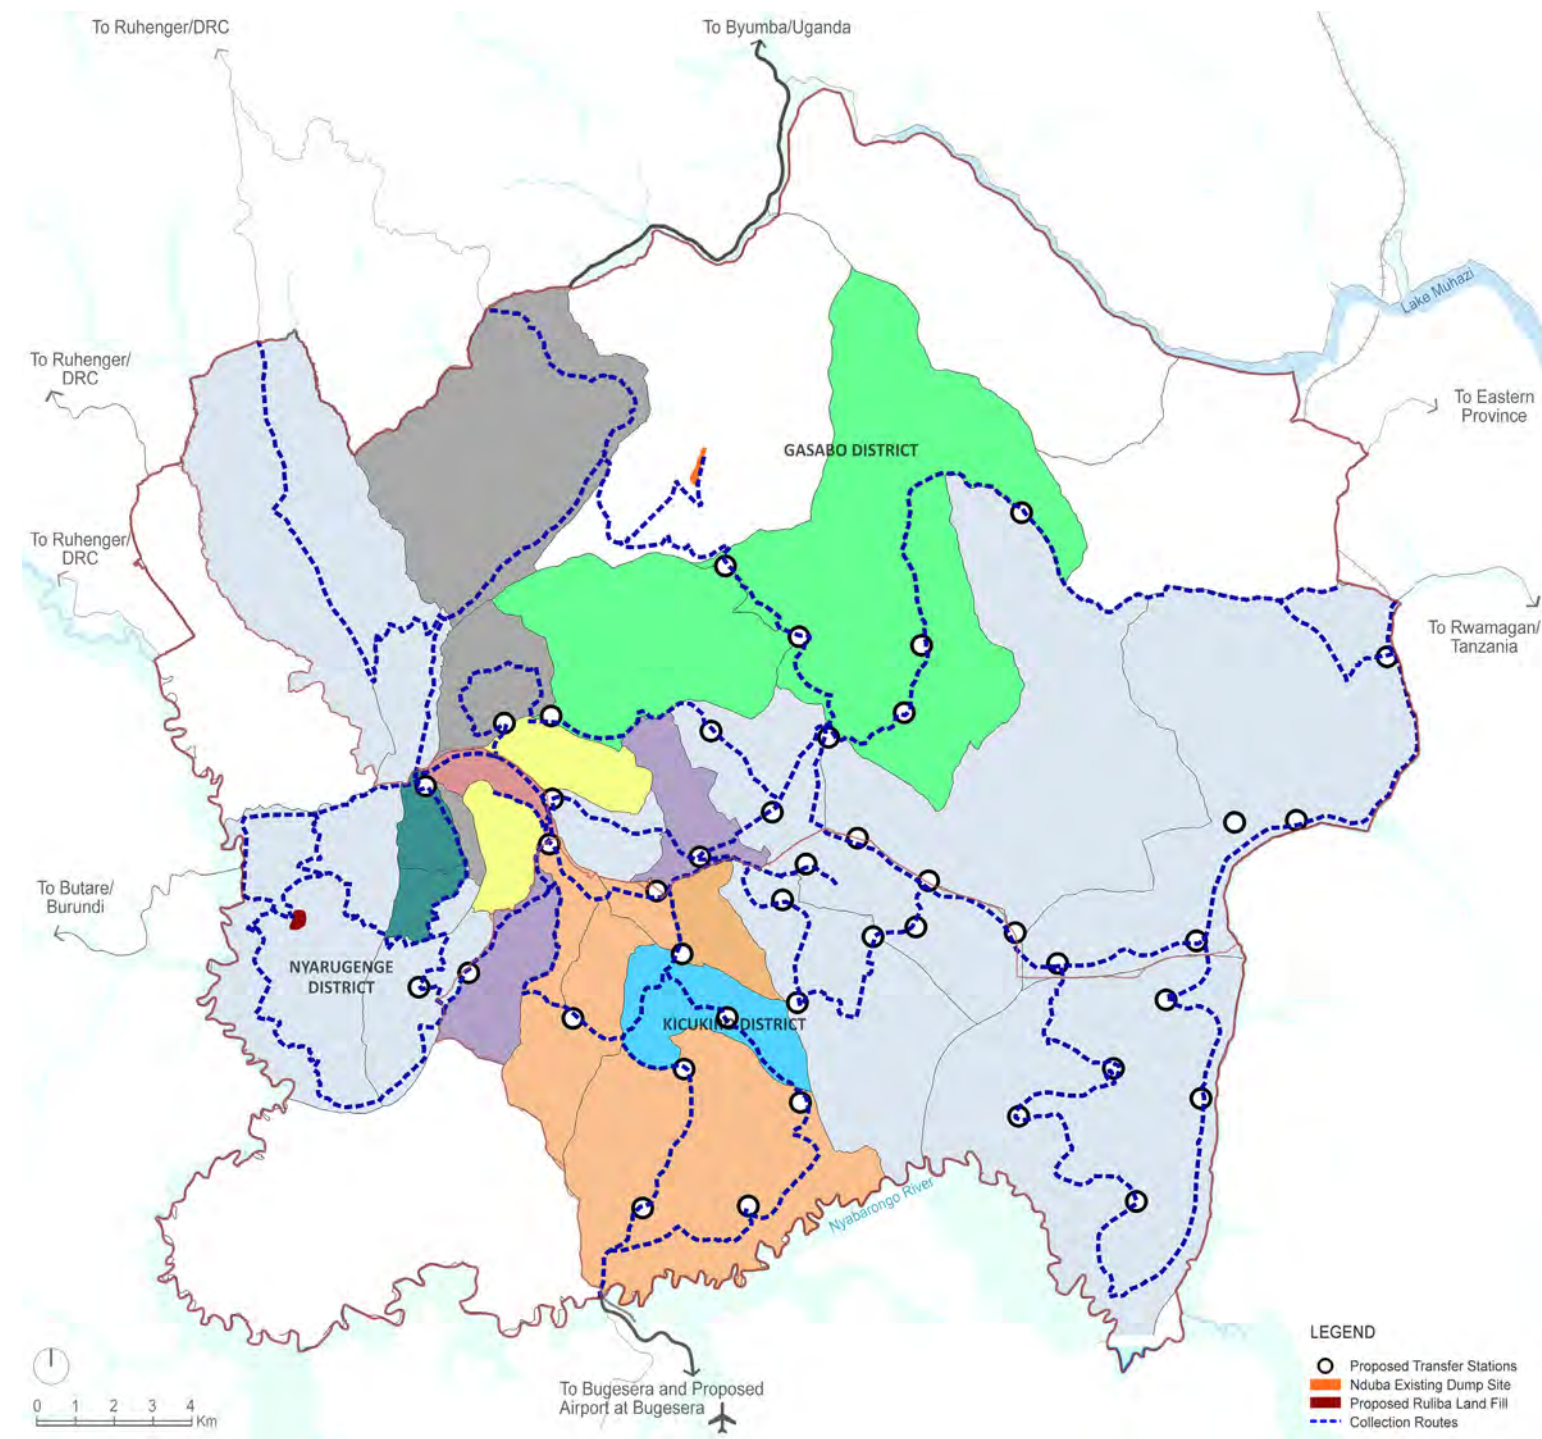 To Ruhenger/DRC
To Byumba/Uganda
Lake Muhazi
To Ruhenger/
DRC
To Eastern
Province
GASABO DISTRICT
To Ruhenger/
DRC
To Rwamagan/
Tanzania
To Butare/
Burundi
NYARUGENGE
DISTRICT
KICUKIRO DISTRICT
Nyabarongo River
LEGEND
Proposed Transfer Stations
Nduba Existing Dump Site
Proposed Ruliba Land Fill
Collection Routes
To Bugesera and Proposed
Airport at Bugesera
0 1 2 3 4
Km